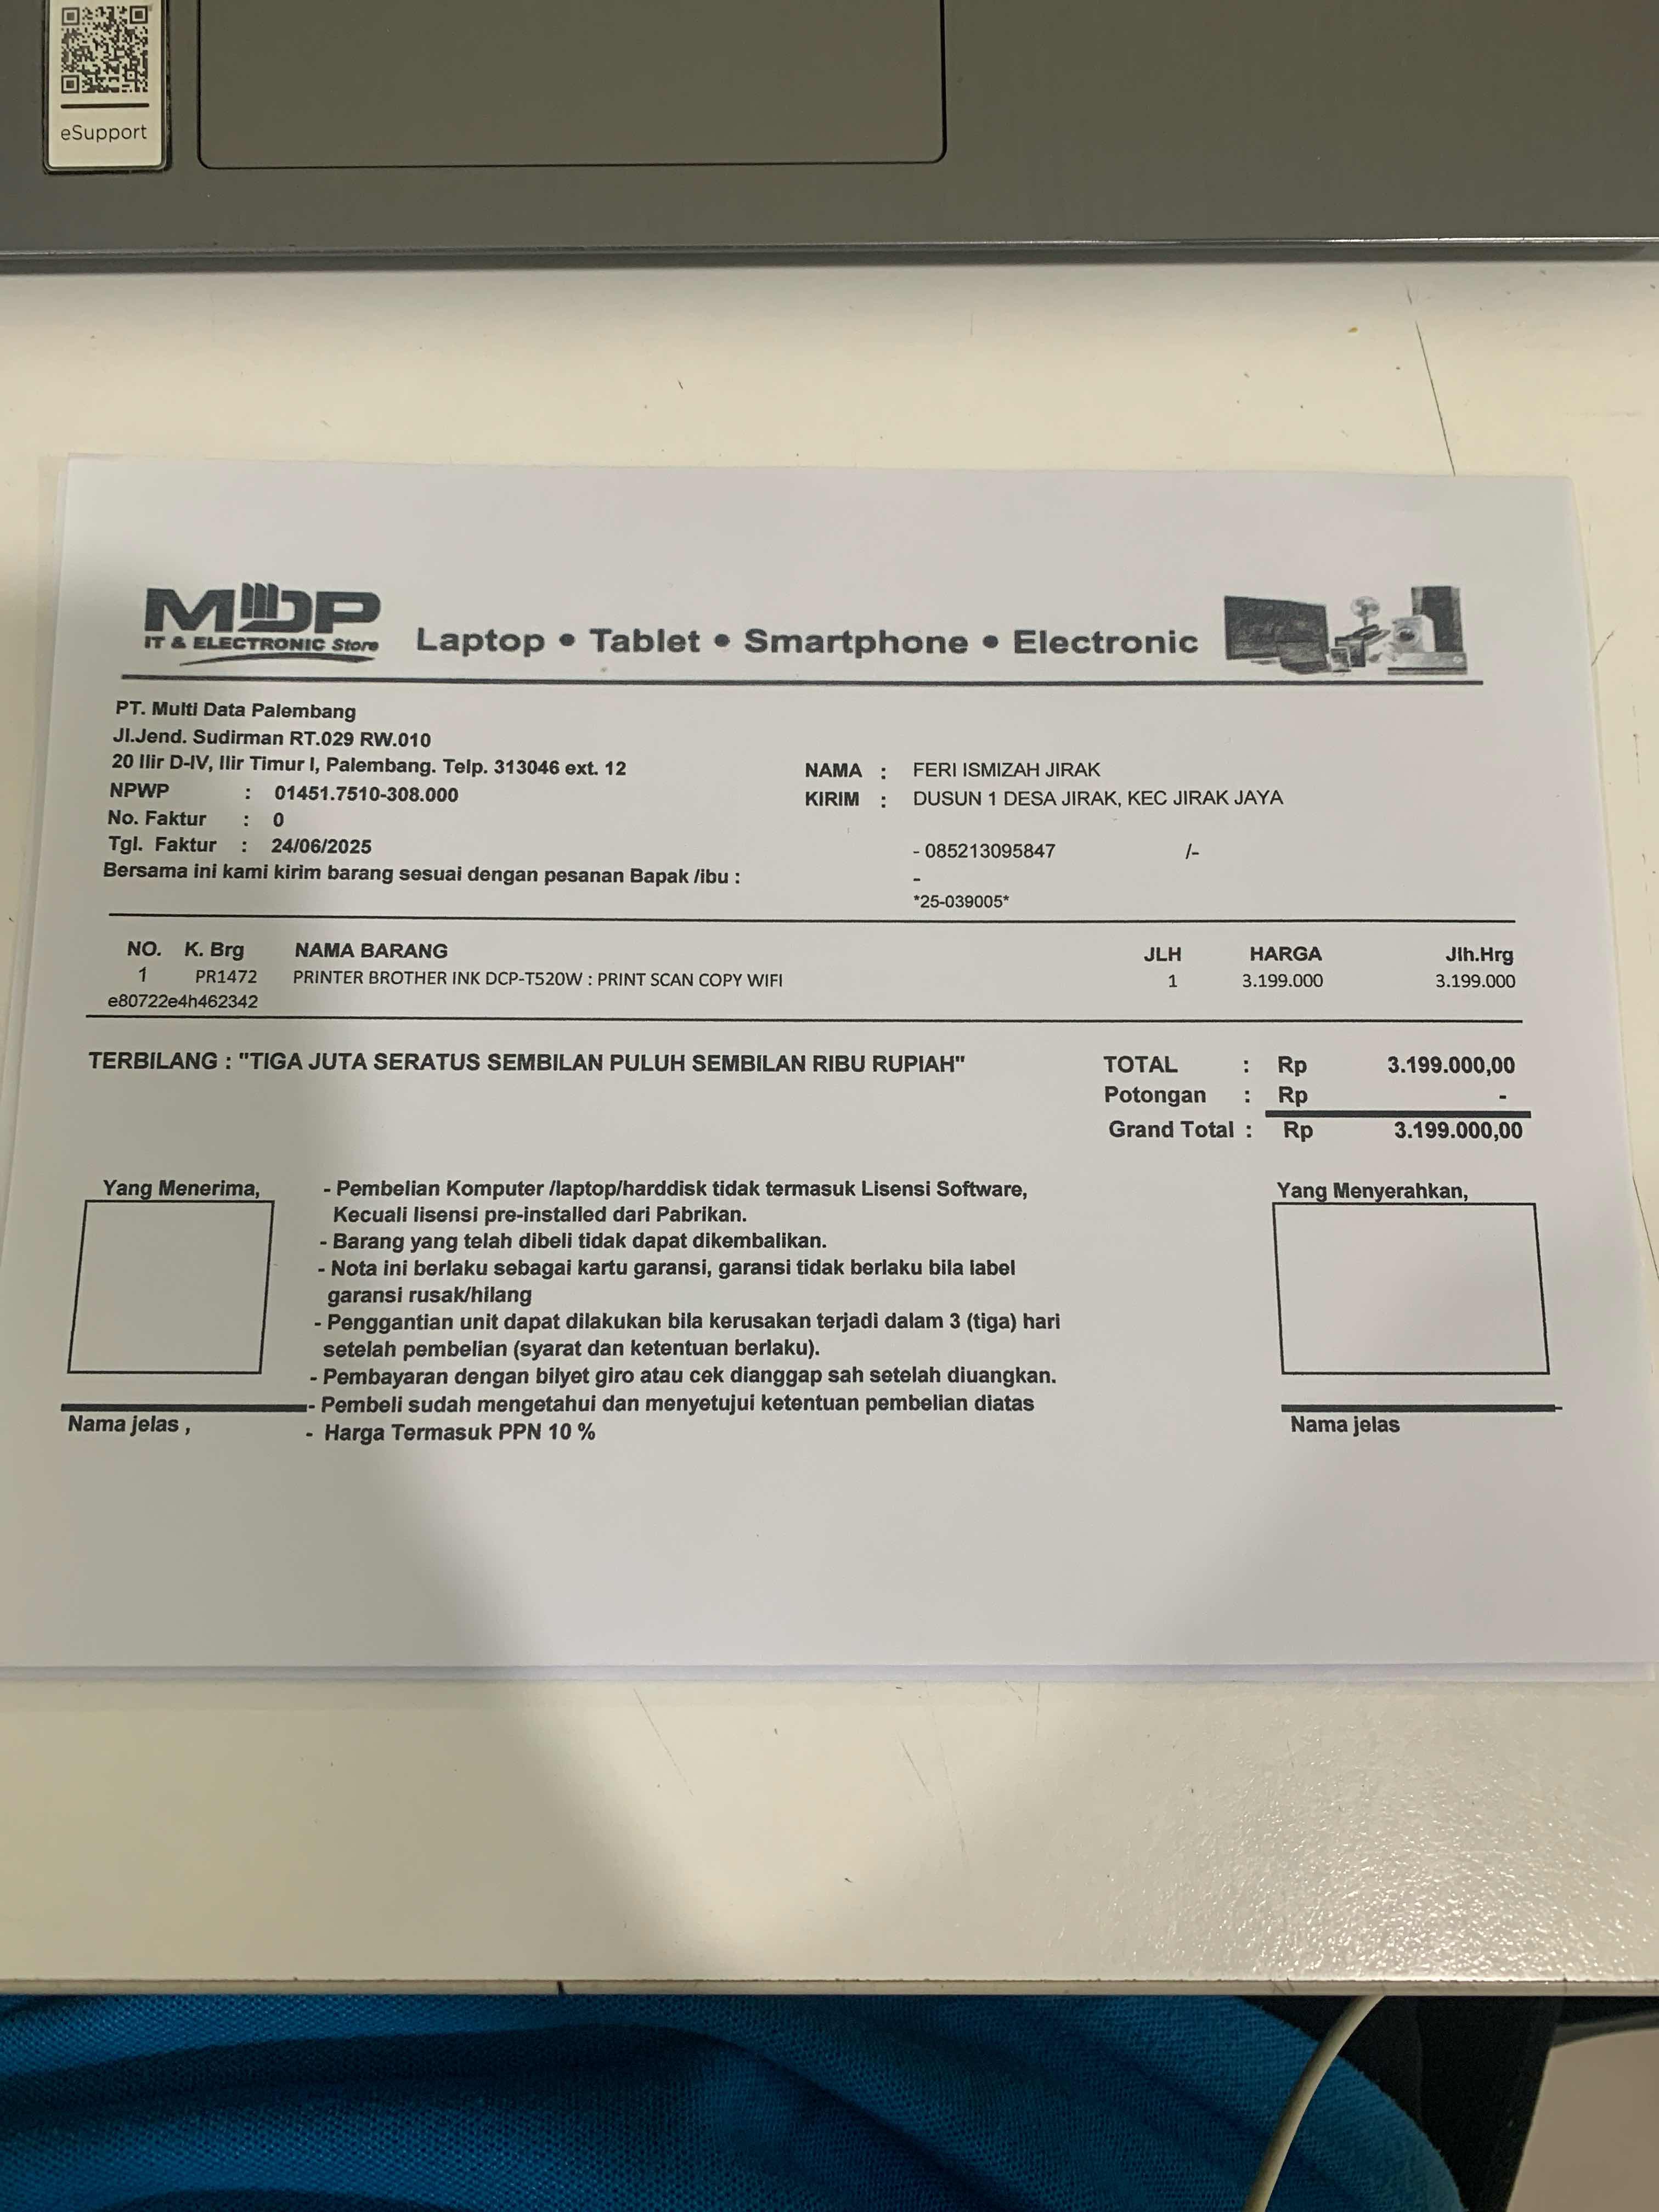 eSupport
MDP
IT & ELECTRONIC Store
Laptop • Tablet • Smartphone • Electronic
PT. Multi Data Palembang
Jl.Jend. Sudirman RT.029 RW.010
20 Ilir D-IV, Ilir Timur I, Palembang. Telp. 313046 ext. 12
NPWP : 01451.7510-308.000
No. Faktur : 0
Tgl. Faktur : 24/06/2025
Bersama ini kami kirim barang sesuai dengan pesanan Bapak /ibu :
NAMA : FERI ISMIZAH JIRAK
KIRIM : DUSUN 1 DESA JIRAK, KEC JIRAK JAYA
- 085213095847 /-
-
*25-039005*
NO. K. Brg NAMA BARANG JLH HARGA Jlh.Hrg
1 PR1472 PRINTER BROTHER INK DCP-T520W : PRINT SCAN COPY WIFI 1 3.199.000 3.199.000
e80722e4h462342
TERBILANG : "TIGA JUTA SERATUS SEMBILAN PULUH SEMBILAN RIBU RUPIAH"
TOTAL : Rp 3.199.000,00
Potongan : Rp -
Grand Total : Rp 3.199.000,00
Yang Menerima,
- Pembelian Komputer /laptop/harddisk tidak termasuk Lisensi Software,
Kecuali lisensi pre-installed dari Pabrikan.
- Barang yang telah dibeli tidak dapat dikembalikan.
- Nota ini berlaku sebagai kartu garansi, garansi tidak berlaku bila label
garansi rusak/hilang
- Penggantian unit dapat dilakukan bila kerusakan terjadi dalam 3 (tiga) hari
setelah pembelian (syarat dan ketentuan berlaku).
- Pembayaran dengan bilyet giro atau cek dianggap sah setelah diuangkan.
- Pembeli sudah mengetahui dan menyetujui ketentuan pembelian diatas
- Harga Termasuk PPN 10 %
Nama jelas ,
Yang Menyerahkan,
Nama jelas